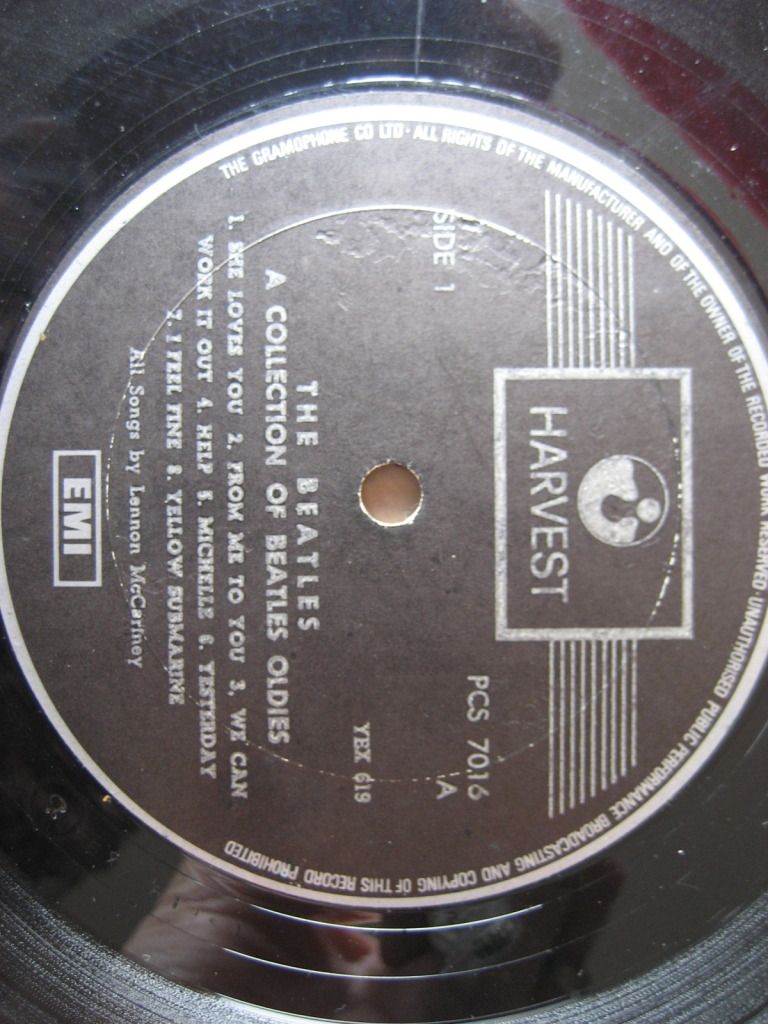 THE GRAMOPHONE CO LTD · ALL RIGHTS OF THE MANUFACTURER AND OF THE OWNER OF THE RECORDED WORK RESERVED · UNAUTHORISED PUBLIC PERFORMANCE BROADCASTING AND COPYING OF THIS RECORD PROHIBITED
HARVEST
SIDE 1
PCS 7016
A
YEX 619
THE BEATLES
A COLLECTION OF BEATLES OLDIES
1. SHE LOVES YOU 2. FROM ME TO YOU 3. WE CAN
WORK IT OUT 4. HELP 5. MICHELLE 6. YESTERDAY
7. I FEEL FINE 8. YELLOW SUBMARINE
All Songs by Lennon McCartney
EMI